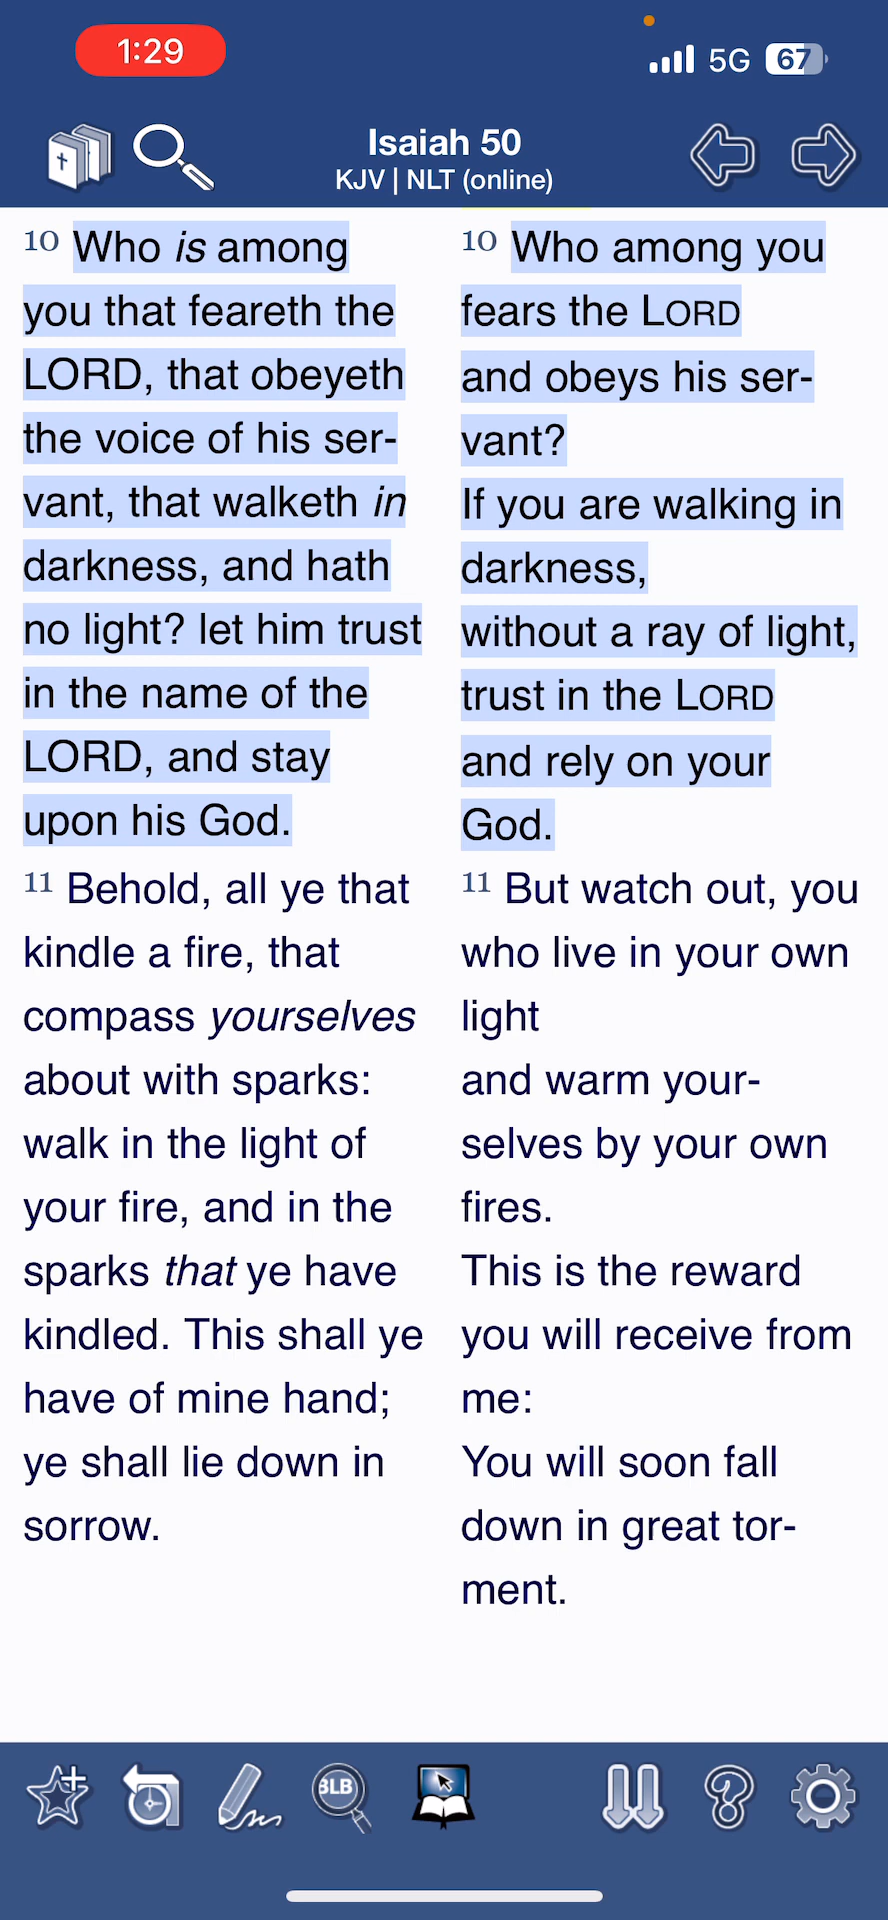 1:29
5G 67
Isaiah 50
KJV | NLT (online)
10 Who is among
you that feareth the
LORD, that obeyeth
the voice of his ser-
vant, that walketh in
darkness, and hath
no light? let him trust
in the name of the
LORD, and stay
upon his God.
11 Behold, all ye that
kindle a fire, that
compass yourselves
about with sparks:
walk in the light of
your fire, and in the
sparks that ye have
kindled. This shall ye
have of mine hand;
ye shall lie down in
sorrow.
10 Who among you
fears the LORD
and obeys his ser-
vant?
If you are walking in
darkness,
without a ray of light,
trust in the LORD
and rely on your
God.
11 But watch out, you
who live in your own
light
and warm your-
selves by your own
fires.
This is the reward
you will receive from
me:
You will soon fall
down in great tor-
ment.
BLB